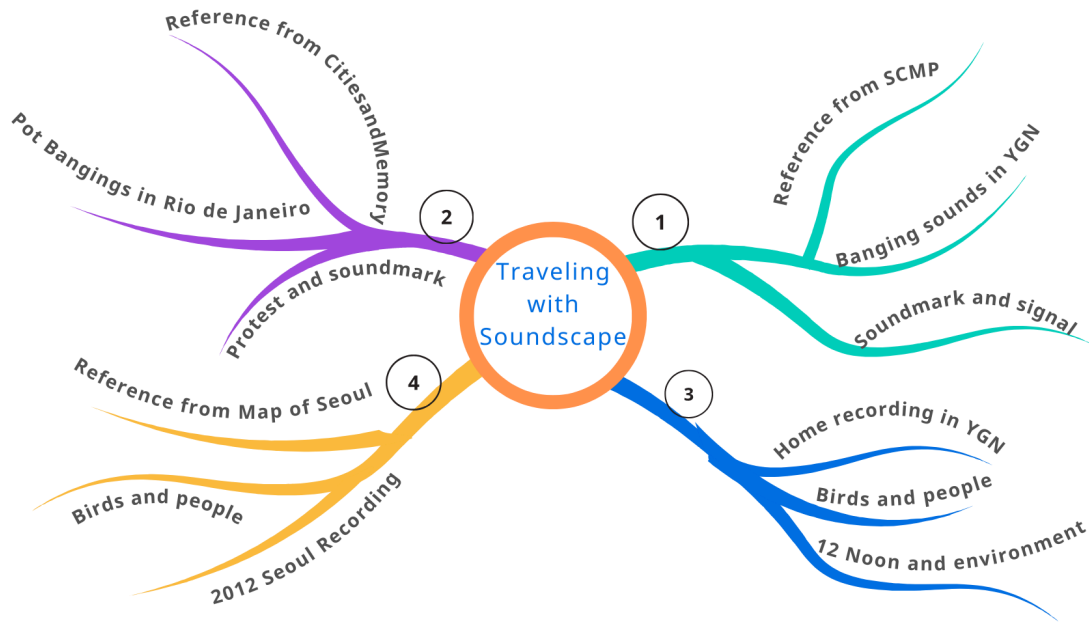 Traveling
with
Soundscape
1
Reference from SCMP
Banging sounds in YGN
Soundmark and signal
2
Reference from CitiesandMemory
Pot Bangings in Rio de Janeiro
Protest and soundmark
3
Home recording in YGN
Birds and people
12 Noon and environment
4
Reference from Map of Seoul
Birds and people
2012 Seoul Recording